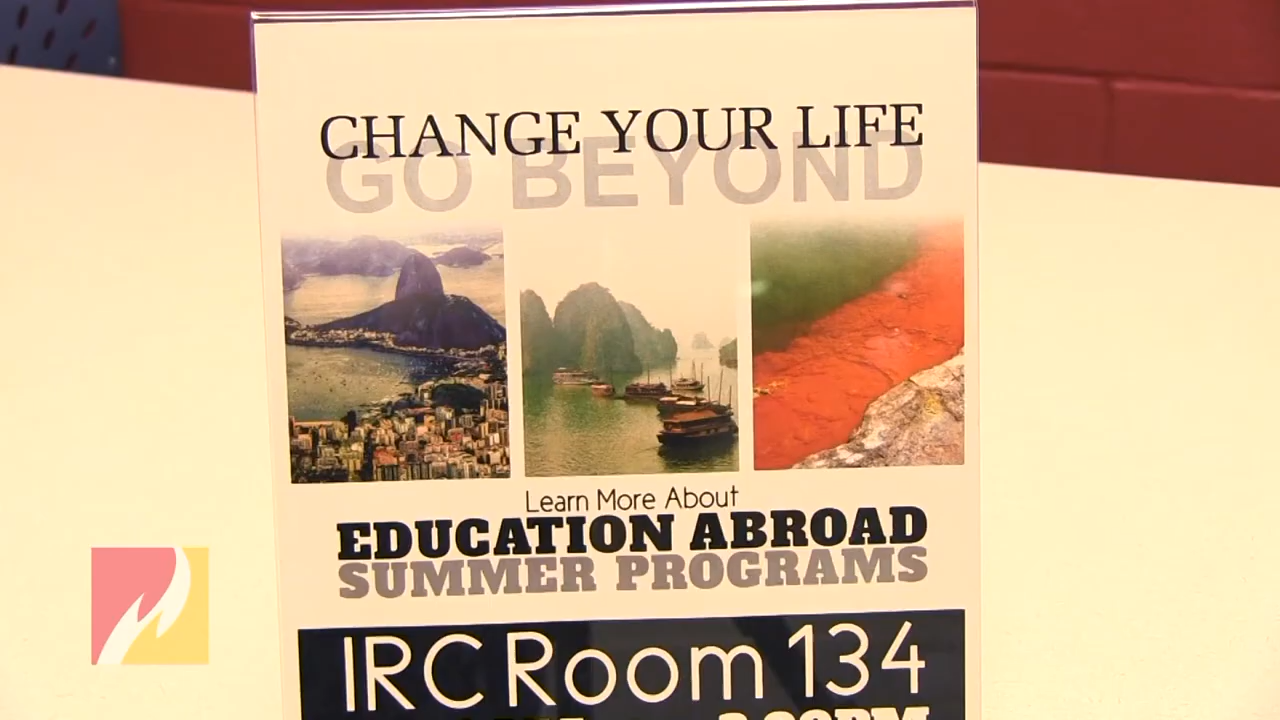 CHANGE YOUR LIFE
GO BEYOND
Learn More About
EDUCATION ABROAD
SUMMER PROGRAMS
IRC Room 134